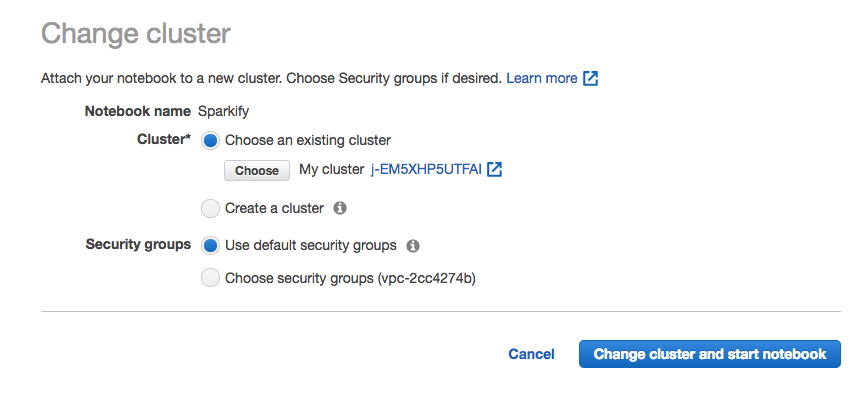 Change cluster
Attach your notebook to a new cluster. Choose Security groups if desired. Learn more
Notebook name Sparkify
Cluster* Choose an existing cluster
Choose My cluster j-EM5XHP5UTFAI
Create a cluster
Security groups Use default security groups
Choose security groups (vpc-2cc4274b)
Cancel Change cluster and start notebook